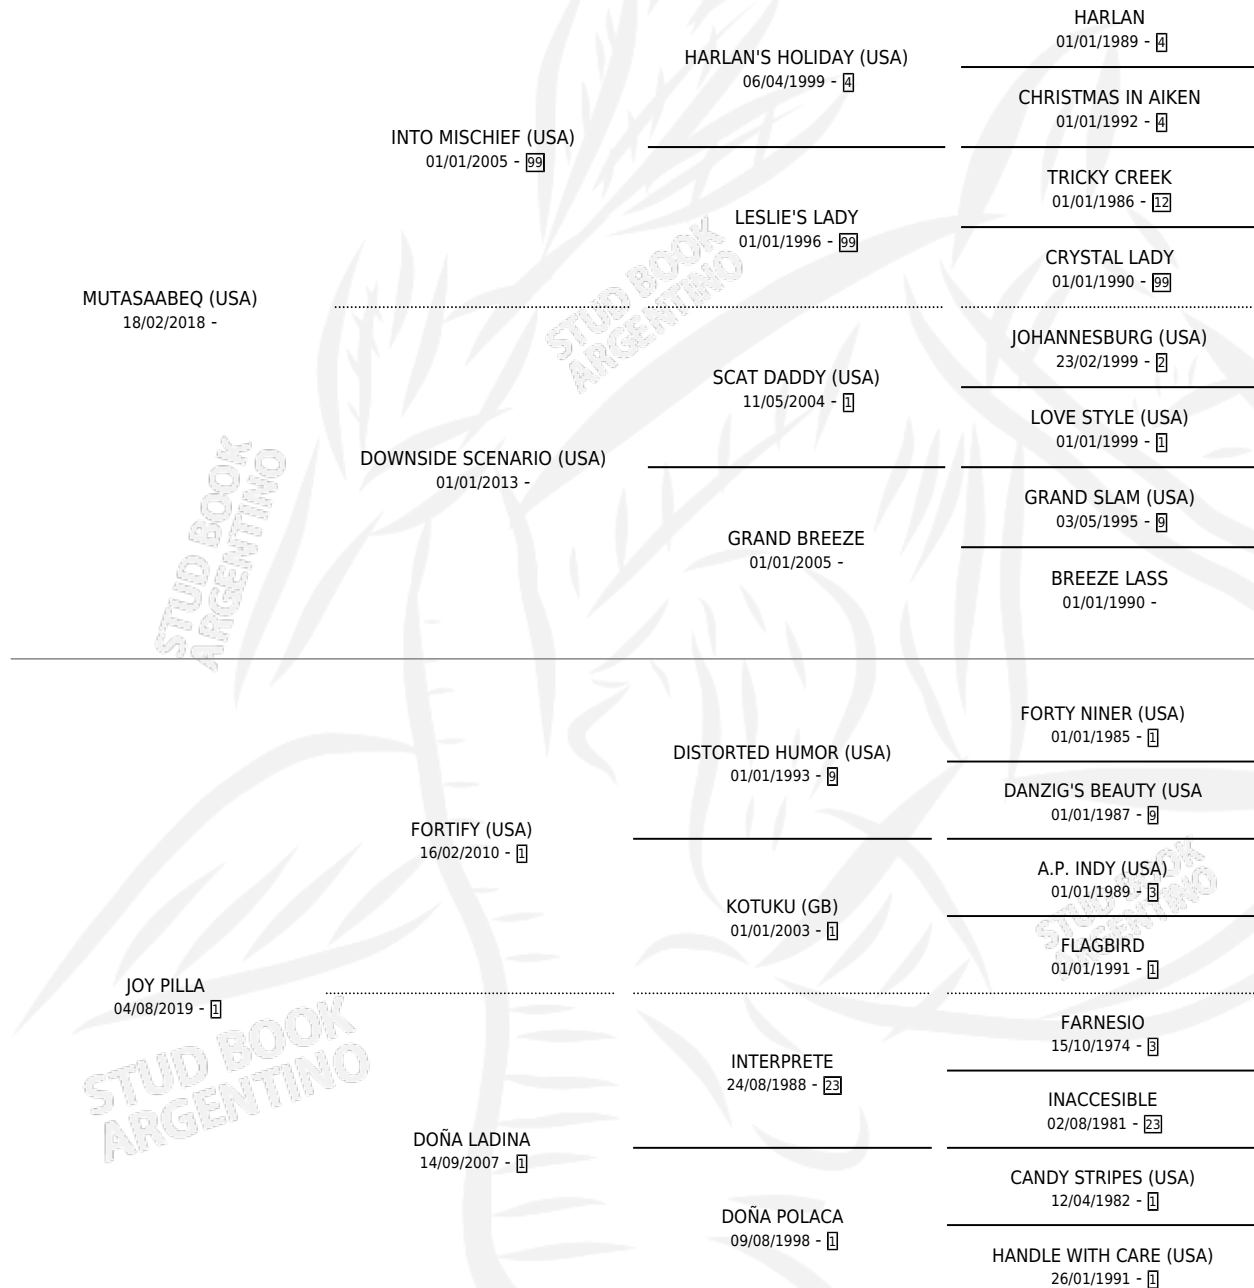 HARLAN
01/01/1989 - 4
HARLAN'S HOLIDAY (USA)
06/04/1999 - 4
CHRISTMAS IN AIKEN
01/01/1992 - 4
INTO MISCHIEF (USA)
01/01/2005 - 99
TRICKY CREEK
01/01/1986 - 12
LESLIE'S LADY
01/01/1996 - 99
CRYSTAL LADY
01/01/1990 - 99
MUTASAABEQ (USA)
18/02/2018 -
JOHANNESBURG (USA)
23/02/1999 - 2
SCAT DADDY (USA)
11/05/2004 - 1
LOVE STYLE (USA)
01/01/1999 - 1
DOWNSIDE SCENARIO (USA)
01/01/2013 -
GRAND SLAM (USA)
03/05/1995 - 9
GRAND BREEZE
01/01/2005 -
BREEZE LASS
01/01/1990 -
FORTY NINER (USA)
01/01/1985 - 1
DISTORTED HUMOR (USA)
01/01/1993 - 9
DANZIG'S BEAUTY (USA
01/01/1987 - 9
FORTIFY (USA)
16/02/2010 - 1
A.P. INDY (USA)
01/01/1989 - 3
KOTUKU (GB)
01/01/2003 - 1
FLAGBIRD
01/01/1991 - 1
JOY PILLA
04/08/2019 - 1
FARNESIO
15/10/1974 - 3
INTERPRETE
24/08/1988 - 23
INACCESIBLE
02/08/1981 - 23
DOÑA LADINA
14/09/2007 - 1
CANDY STRIPES (USA)
12/04/1982 - 1
DOÑA POLACA
09/08/1998 - 1
HANDLE WITH CARE (USA)
26/01/1991 - 1
STUD BOOK
ARGENTINO
STUD BOOK
ARGENTINO
STUD BOOK
ARGENTINO
STUD BOOK
ARGENTINO